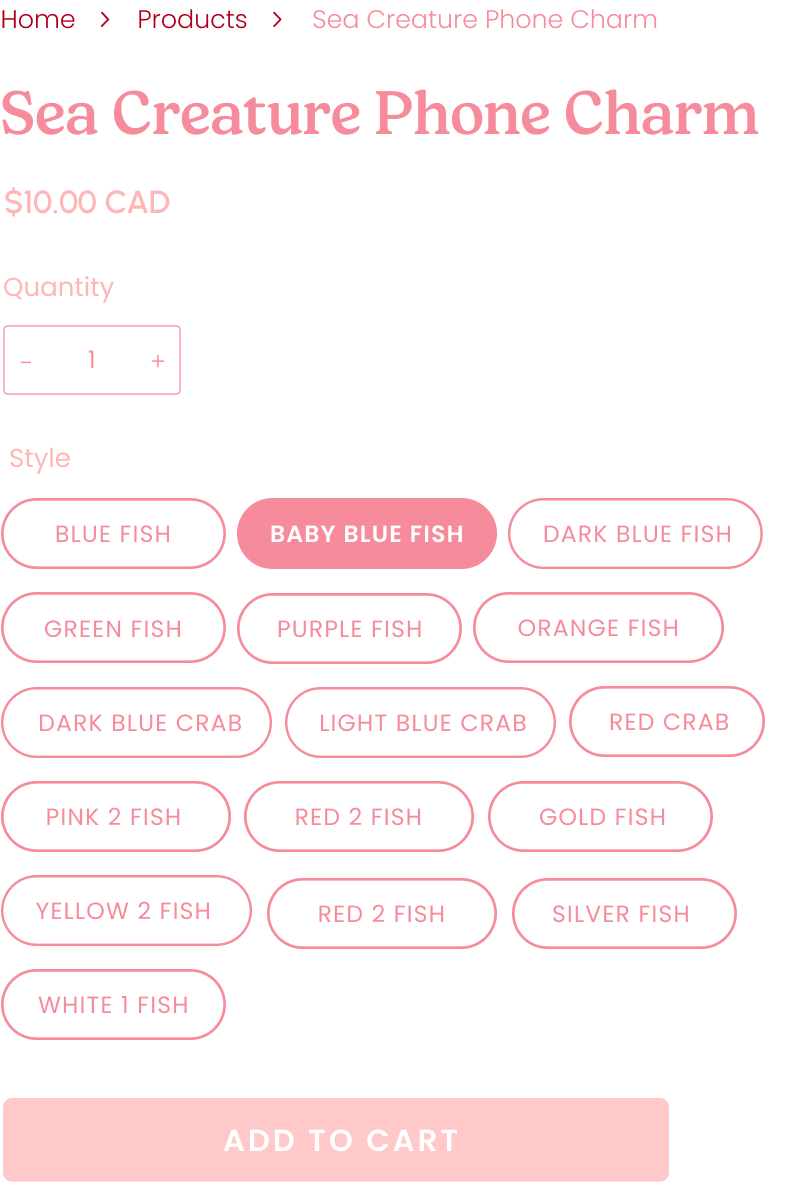 Home > Products > Sea Creature Phone Charm
Sea Creature Phone Charm
$10.00 CAD
Quantity
− 1 +
Style
BLUE FISH BABY BLUE FISH DARK BLUE FISH
GREEN FISH PURPLE FISH ORANGE FISH
DARK BLUE CRAB LIGHT BLUE CRAB RED CRAB
PINK 2 FISH RED 2 FISH GOLD FISH
YELLOW 2 FISH RED 2 FISH SILVER FISH
WHITE 1 FISH
ADD TO CART